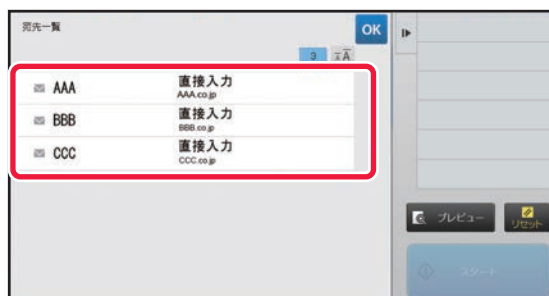 宛先一覧
OK
3
AAA 直接入力
AAA.co.jp
BBB 直接入力
BBB.co.jp
CCC 直接入力
CCC.co.jp
プレビュー
リセット
スタート